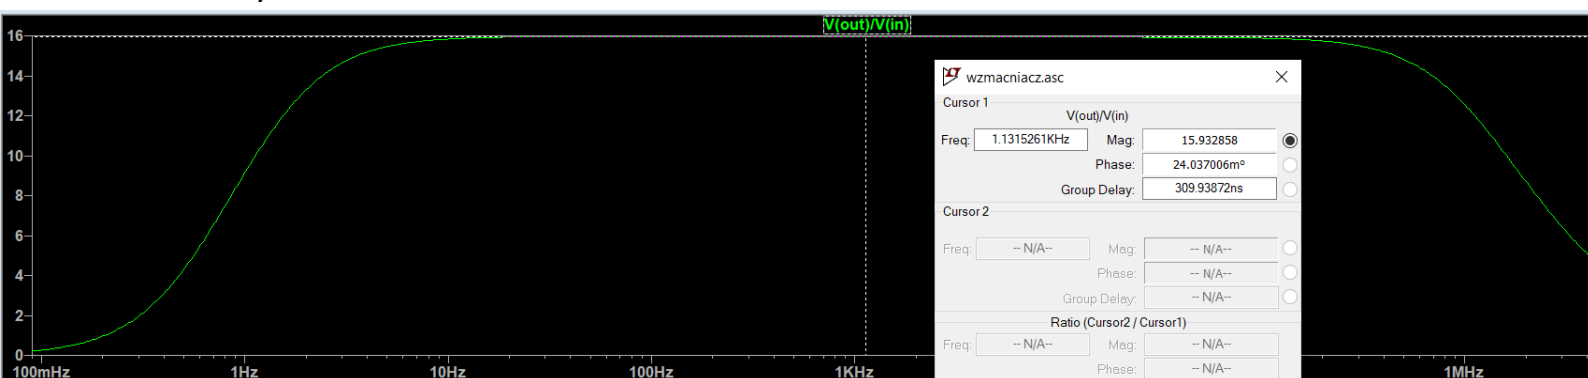 V(out)/V(in)
16
14
12
10
8
6
4
2
0
100mHz 1Hz 10Hz 100Hz 1KHz 1MHz
wzmacniacz.asc
Cursor 1
V(out)/V(in)
Freq: 1.1315261KHz Mag: 15.932858
Phase: 24.037006m°
Group Delay: 309.93872ns
Cursor 2
Freq: -- N/A-- Mag: -- N/A--
Phase: -- N/A--
Group Delay: -- N/A--
Ratio (Cursor2 / Cursor1)
Freq: -- N/A-- Mag: -- N/A--
Phase: -- N/A--